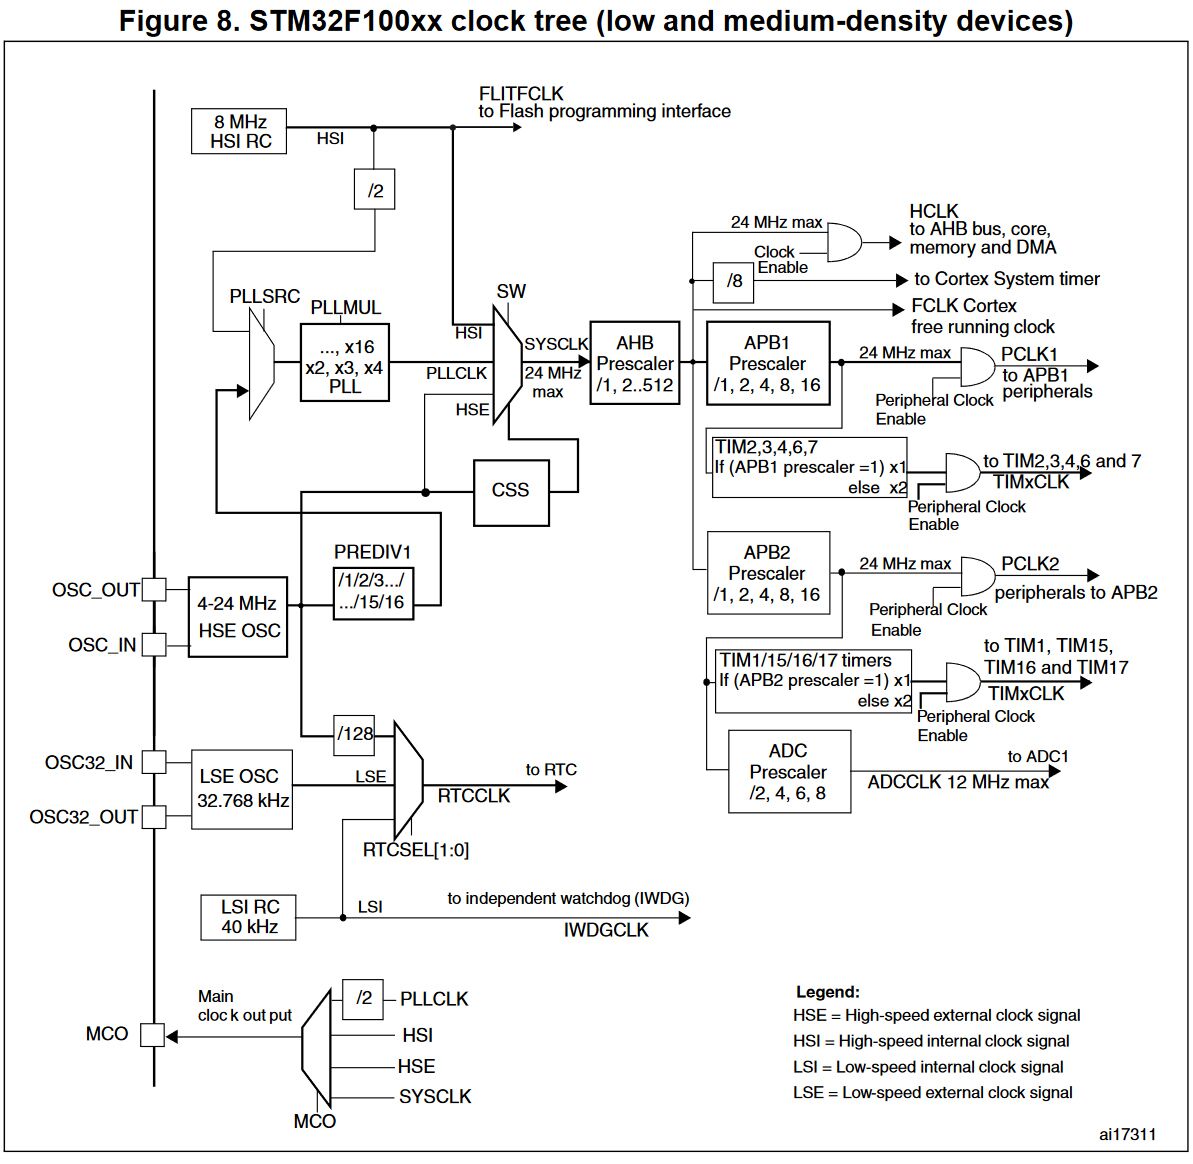 Figure 8. STM32F100xx clock tree (low and medium-density devices)
FLITFCLK
to Flash programming interface
8 MHz
HSI RC
HSI
/2
PLLSRC
PLLMUL
..., x16
x2, x3, x4
PLL
SW
HSI
PLLCLK
HSE
SYSCLK
24 MHz
max
AHB
Prescaler
/1, 2..512
24 MHz max
Clock
Enable
HCLK
to AHB bus, core,
memory and DMA
/8
to Cortex System timer
FCLK Cortex
free running clock
APB1
Prescaler
/1, 2, 4, 8, 16
24 MHz max
PCLK1
to APB1
peripherals
Peripheral Clock
Enable
TIM2,3,4,6,7
If (APB1 prescaler =1) x1
else x2
to TIM2,3,4,6 and 7
TIMxCLK
Peripheral Clock
Enable
CSS
APB2
Prescaler
/1, 2, 4, 8, 16
24 MHz max
PCLK2
peripherals to APB2
Peripheral Clock
Enable
PREDIV1
/1/2/3.../
.../15/16
OSC_OUT
OSC_IN
4-24 MHz
HSE OSC
TIM1/15/16/17 timers
If (APB2 prescaler =1) x1
else x2
to TIM1, TIM15,
TIM16 and TIM17
TIMxCLK
Peripheral Clock
Enable
ADC
Prescaler
/2, 4, 6, 8
to ADC1
ADCCLK 12 MHz max
/128
OSC32_IN
OSC32_OUT
LSE OSC
32.768 kHz
LSE
to RTC
RTCCLK
RTCSEL[1:0]
LSI RC
40 kHz
LSI
to independent watchdog (IWDG)
IWDGCLK
Main
clock output
MCO
/2
PLLCLK
HSI
HSE
SYSCLK
MCO
Legend:
HSE = High-speed external clock signal
HSI = High-speed internal clock signal
LSI = Low-speed internal clock signal
LSE = Low-speed external clock signal
ai17311